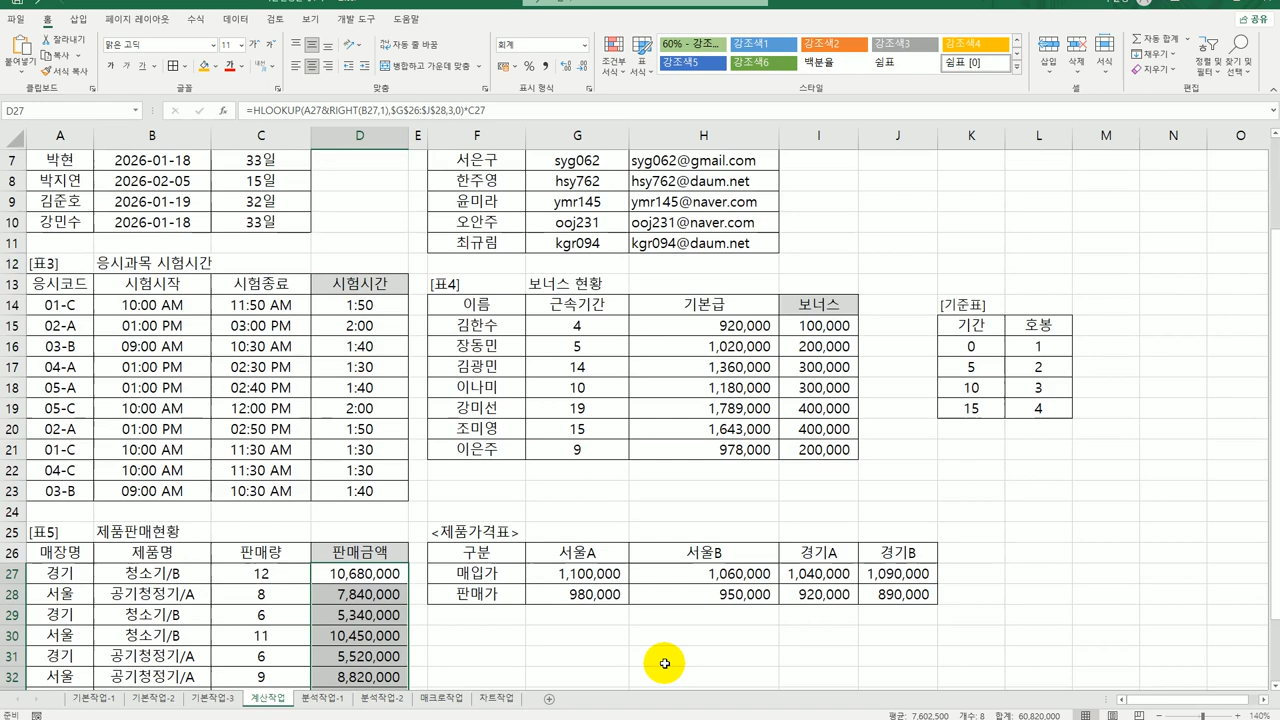 파일 홈 삽입 페이지 레이아웃 수식 데이터 검토 보기 개발 도구 도움말 공유
붙여넣기 잘라내기 복사 서식 복사 클립보드
맑은 고딕 11 가 가 가 가 가 글꼴
자동 줄 바꿈 병합하고 가운데 맞춤 맞춤
회계 % 표시 형식
조건부 서식 표 서식
60% - 강조... 강조색1 강조색2 강조색3 강조색4
강조색5 강조색6 백분율 쉼표 쉼표 [0]
스타일
삽입 삭제 서식 셀
자동 합계 채우기 지우기 정렬 및 필터 찾기 및 선택 편집
D27 fx =HLOOKUP(A27&RIGHT(B27,1),$G$26:$J$28,3,0)*C27
A B C D E F G H I J K L M N O
7 박현 2026-01-18 33일 서은구 syg062 syg062@gmail.com
8 박지연 2026-02-05 15일 한주영 hsy762 hsy762@daum.net
9 김준호 2026-01-19 32일 윤미라 ymr145 ymr145@naver.com
10 강민수 2026-01-18 33일 오안주 ooj231 ooj231@naver.com
11 최규림 kgr094 kgr094@daum.net
12 [표3] 응시과목 시험시간
13 응시코드 시험시작 시험종료 시험시간 [표4] 보너스 현황
14 01-C 10:00 AM 11:50 AM 1:50 이름 근속기간 기본급 보너스 [기준표]
15 02-A 01:00 PM 03:00 PM 2:00 김한수 4 920,000 100,000 기간 호봉
16 03-B 09:00 AM 10:30 AM 1:40 장동민 5 1,020,000 200,000 0 1
17 04-A 01:00 PM 02:30 PM 1:30 김광민 14 1,360,000 300,000 5 2
18 05-A 01:00 PM 02:40 PM 1:40 이나미 10 1,180,000 300,000 10 3
19 05-C 10:00 AM 12:00 PM 2:00 강미선 19 1,789,000 400,000 15 4
20 02-A 01:00 PM 02:50 PM 1:50 조미영 15 1,643,000 400,000
21 01-C 10:00 AM 11:30 AM 1:30 이은주 9 978,000 200,000
22 04-C 10:00 AM 11:30 AM 1:30
23 03-B 09:00 AM 10:30 AM 1:40
24
25 [표5] 제품판매현황 <제품가격표>
26 매장명 제품명 판매량 판매금액 구분 서울A 서울B 경기A 경기B
27 경기 청소기/B 12 10,680,000 매입가 1,100,000 1,060,000 1,040,000 1,090,000
28 서울 공기청정기/A 8 7,840,000 판매가 980,000 950,000 920,000 890,000
29 경기 청소기/B 6 5,340,000
30 서울 청소기/B 11 10,450,000
31 경기 공기청정기/A 6 5,520,000
32 서울 공기청정기/A 9 8,820,000
기본작업-1 기본작업-2 기본작업-3 계산작업 분석작업-1 분석작업-2 매크로작업 차트작업
준비 평균: 7,602,500 개수: 8 합계: 60,820,000 140%